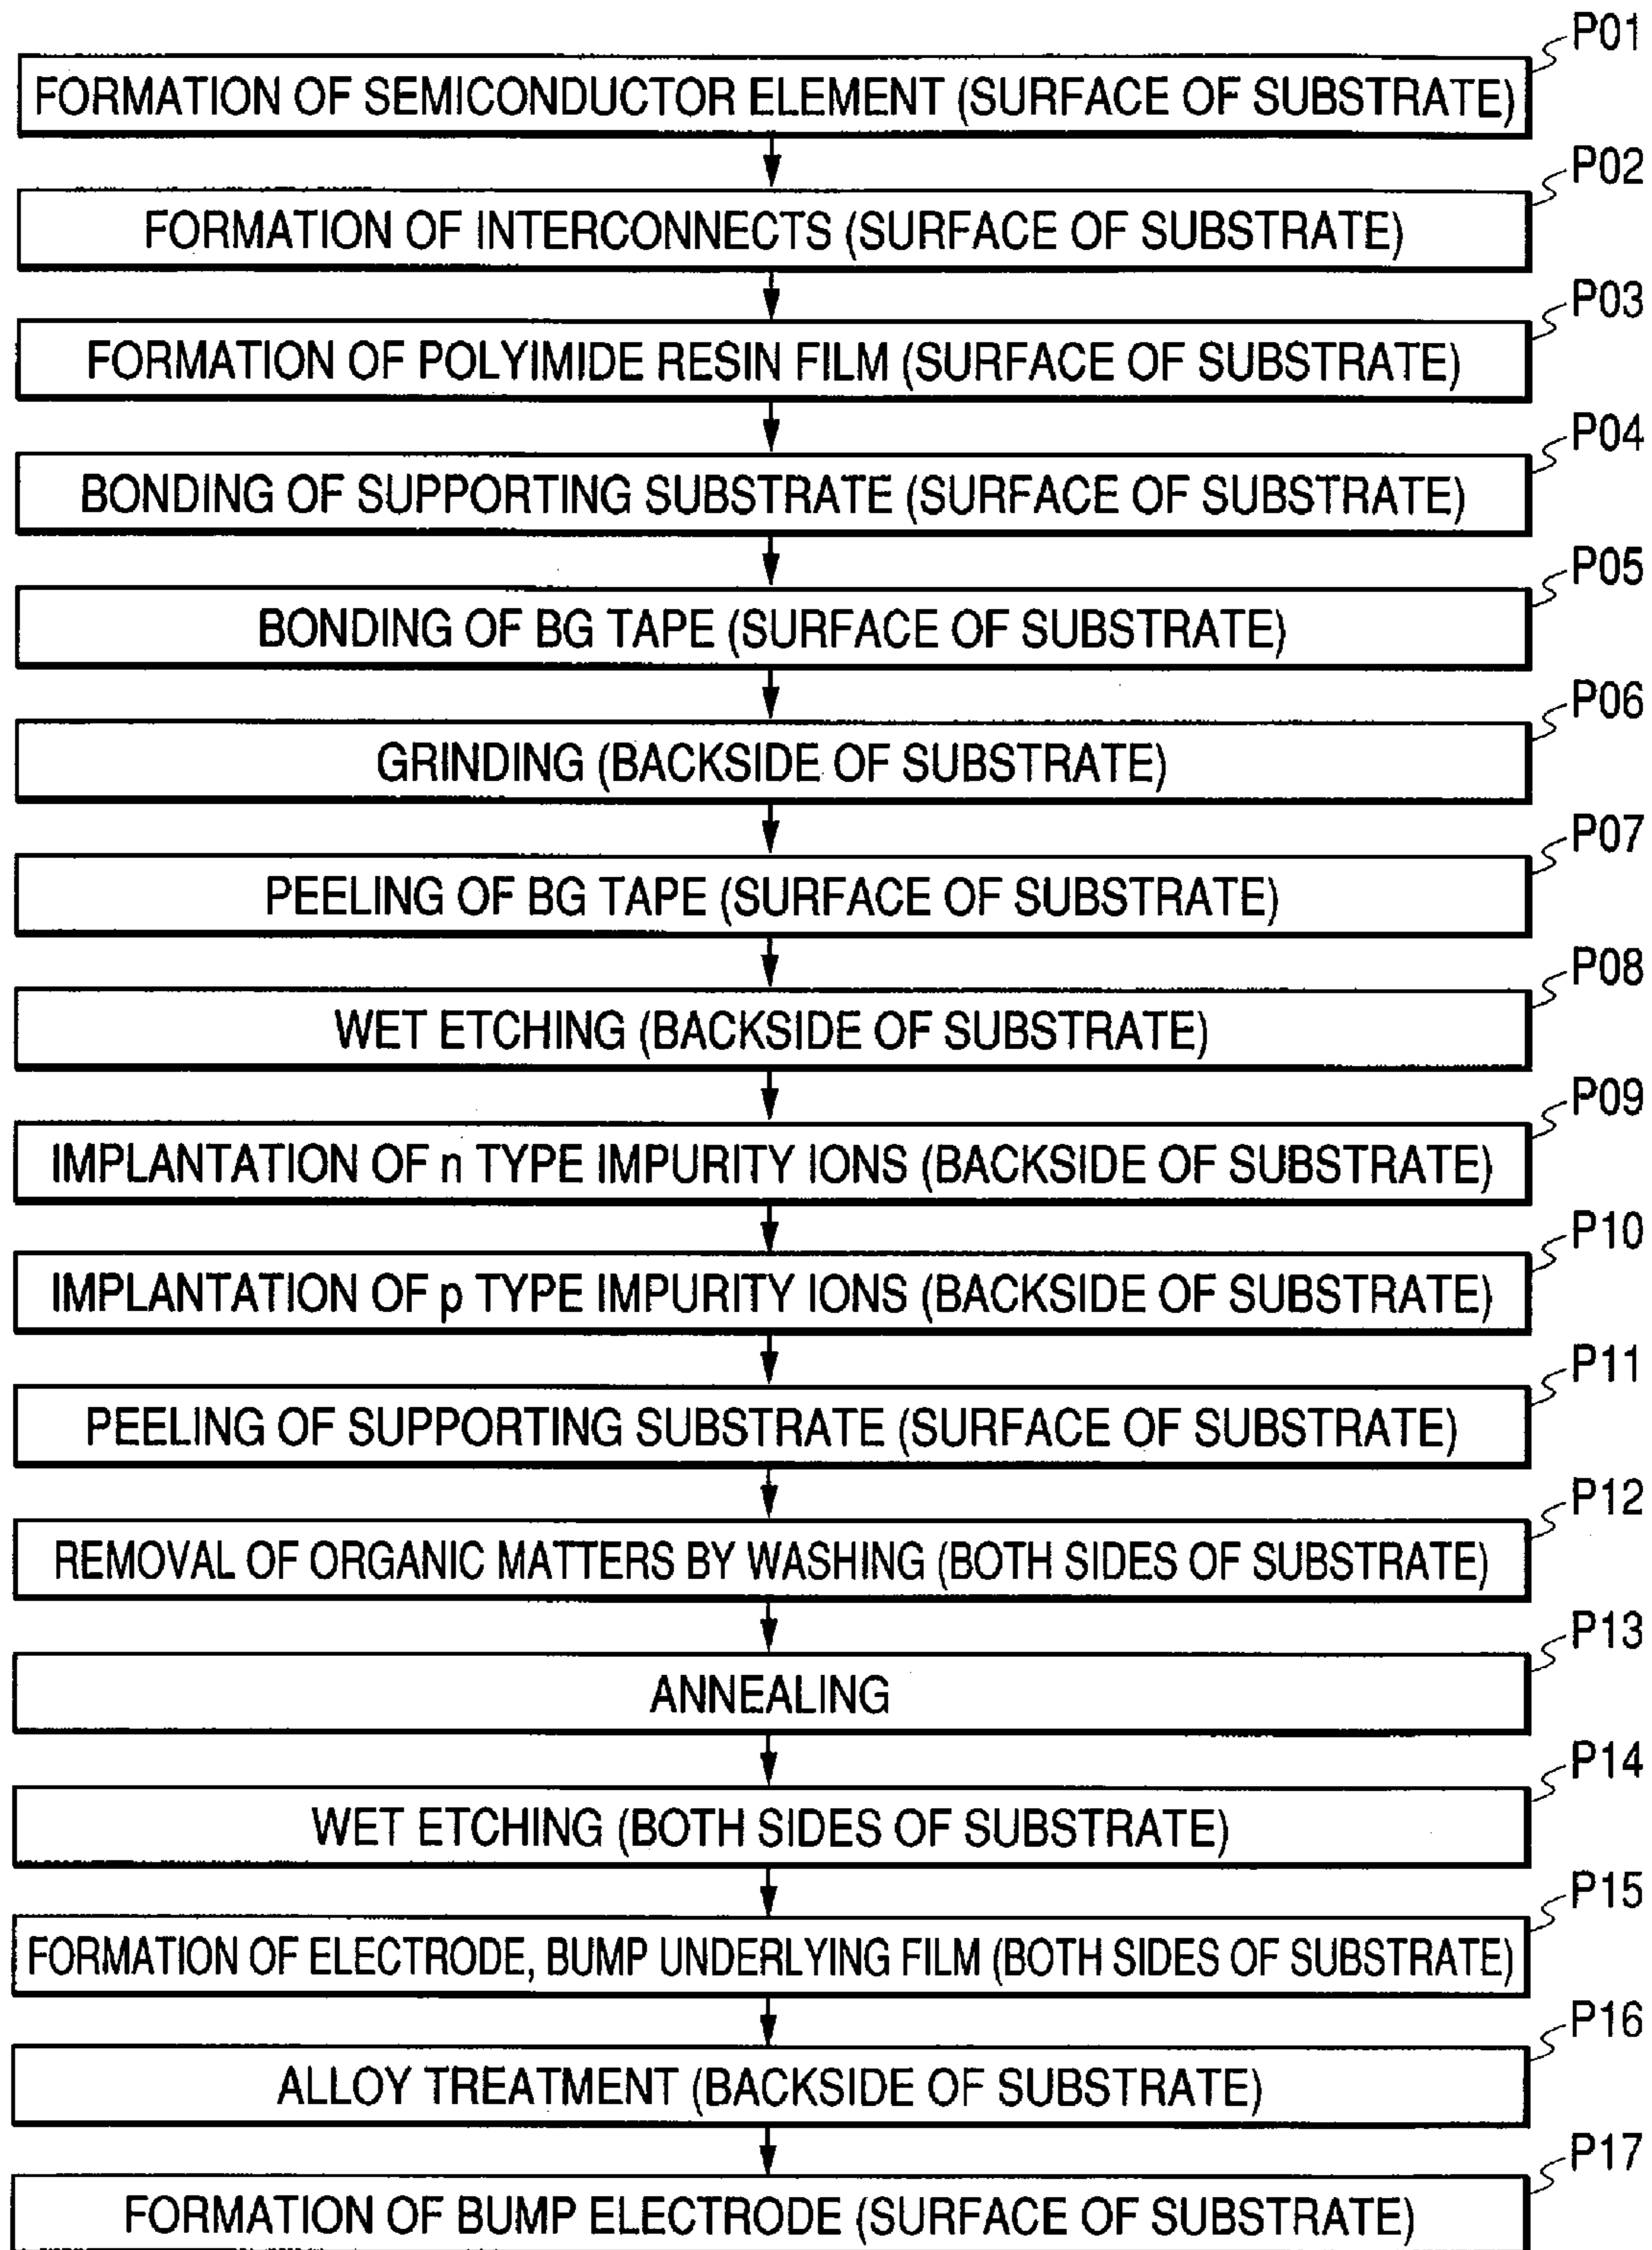 P01
FORMATION OF SEMICONDUCTOR ELEMENT (SURFACE OF SUBSTRATE)
P02
FORMATION OF INTERCONNECTS (SURFACE OF SUBSTRATE)
P03
FORMATION OF POLYIMIDE RESIN FILM (SURFACE OF SUBSTRATE)
P04
BONDING OF SUPPORTING SUBSTRATE (SURFACE OF SUBSTRATE)
P05
BONDING OF BG TAPE (SURFACE OF SUBSTRATE)
P06
GRINDING (BACKSIDE OF SUBSTRATE)
P07
PEELING OF BG TAPE (SURFACE OF SUBSTRATE)
P08
WET ETCHING (BACKSIDE OF SUBSTRATE)
P09
IMPLANTATION OF n TYPE IMPURITY IONS (BACKSIDE OF SUBSTRATE)
P10
IMPLANTATION OF p TYPE IMPURITY IONS (BACKSIDE OF SUBSTRATE)
P11
PEELING OF SUPPORTING SUBSTRATE (SURFACE OF SUBSTRATE)
P12
REMOVAL OF ORGANIC MATTERS BY WASHING (BOTH SIDES OF SUBSTRATE)
P13
ANNEALING
P14
WET ETCHING (BOTH SIDES OF SUBSTRATE)
P15
FORMATION OF ELECTRODE, BUMP UNDERLYING FILM (BOTH SIDES OF SUBSTRATE)
P16
ALLOY TREATMENT (BACKSIDE OF SUBSTRATE)
P17
FORMATION OF BUMP ELECTRODE (SURFACE OF SUBSTRATE)